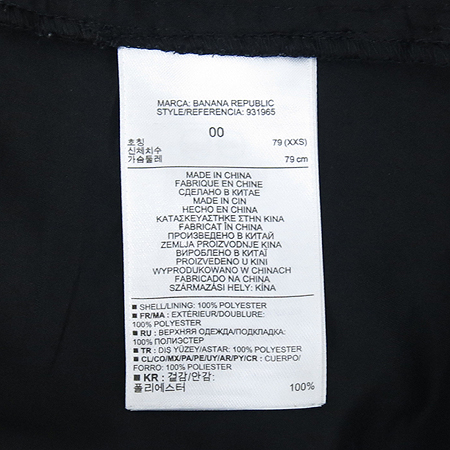 MARCA: BANANA REPUBLIC
STYLE/REFERENCIA: 931965
00
호칭 79 (XXS)
신체치수
가슴둘레 79 cm
MADE IN CHINA
FABRIQUE EN CHINE
СДЕЛАНО В КИТАЕ
MADE IN CIN
HECHO EN CHINA
ΚΑΤΑΣΚΕΥΑΣΤΗΚΕ ΣΤΗΝ ΚΙΝΑ
FABRICAT ÎN CHINA
ПРОИЗВЕДЕНО В КИТАЙ
ZEMLJA PROIZVODNJE KINA
ВИРОБЛЕНО В КИТАЇ
PROIZVEDENO U KINI
WYPRODUKOWANO W CHINACH
FABRICADO NA CHINA
SZÁRMAZÁSI HELY: KÍNA
■ SHELL/LINING: 100% POLYESTER
■ FR/MA: EXTÉRIEUR/DOUBLURE:
100% POLYESTER
■ RU : ВЕРХНЯЯ ОДЕЖДА/ПОДКЛАДКА:
100% ПОЛИЭСТЕР
■ TR : DIŞ YÜZEY/ASTAR: 100% POLYESTER
■ CL/CO/MX/PA/PE/UY/AR/PY/CR : CUERPO/
FORRO: 100% POLIESTER
■ KR : 겉감/안감:
폴리에스터 100%